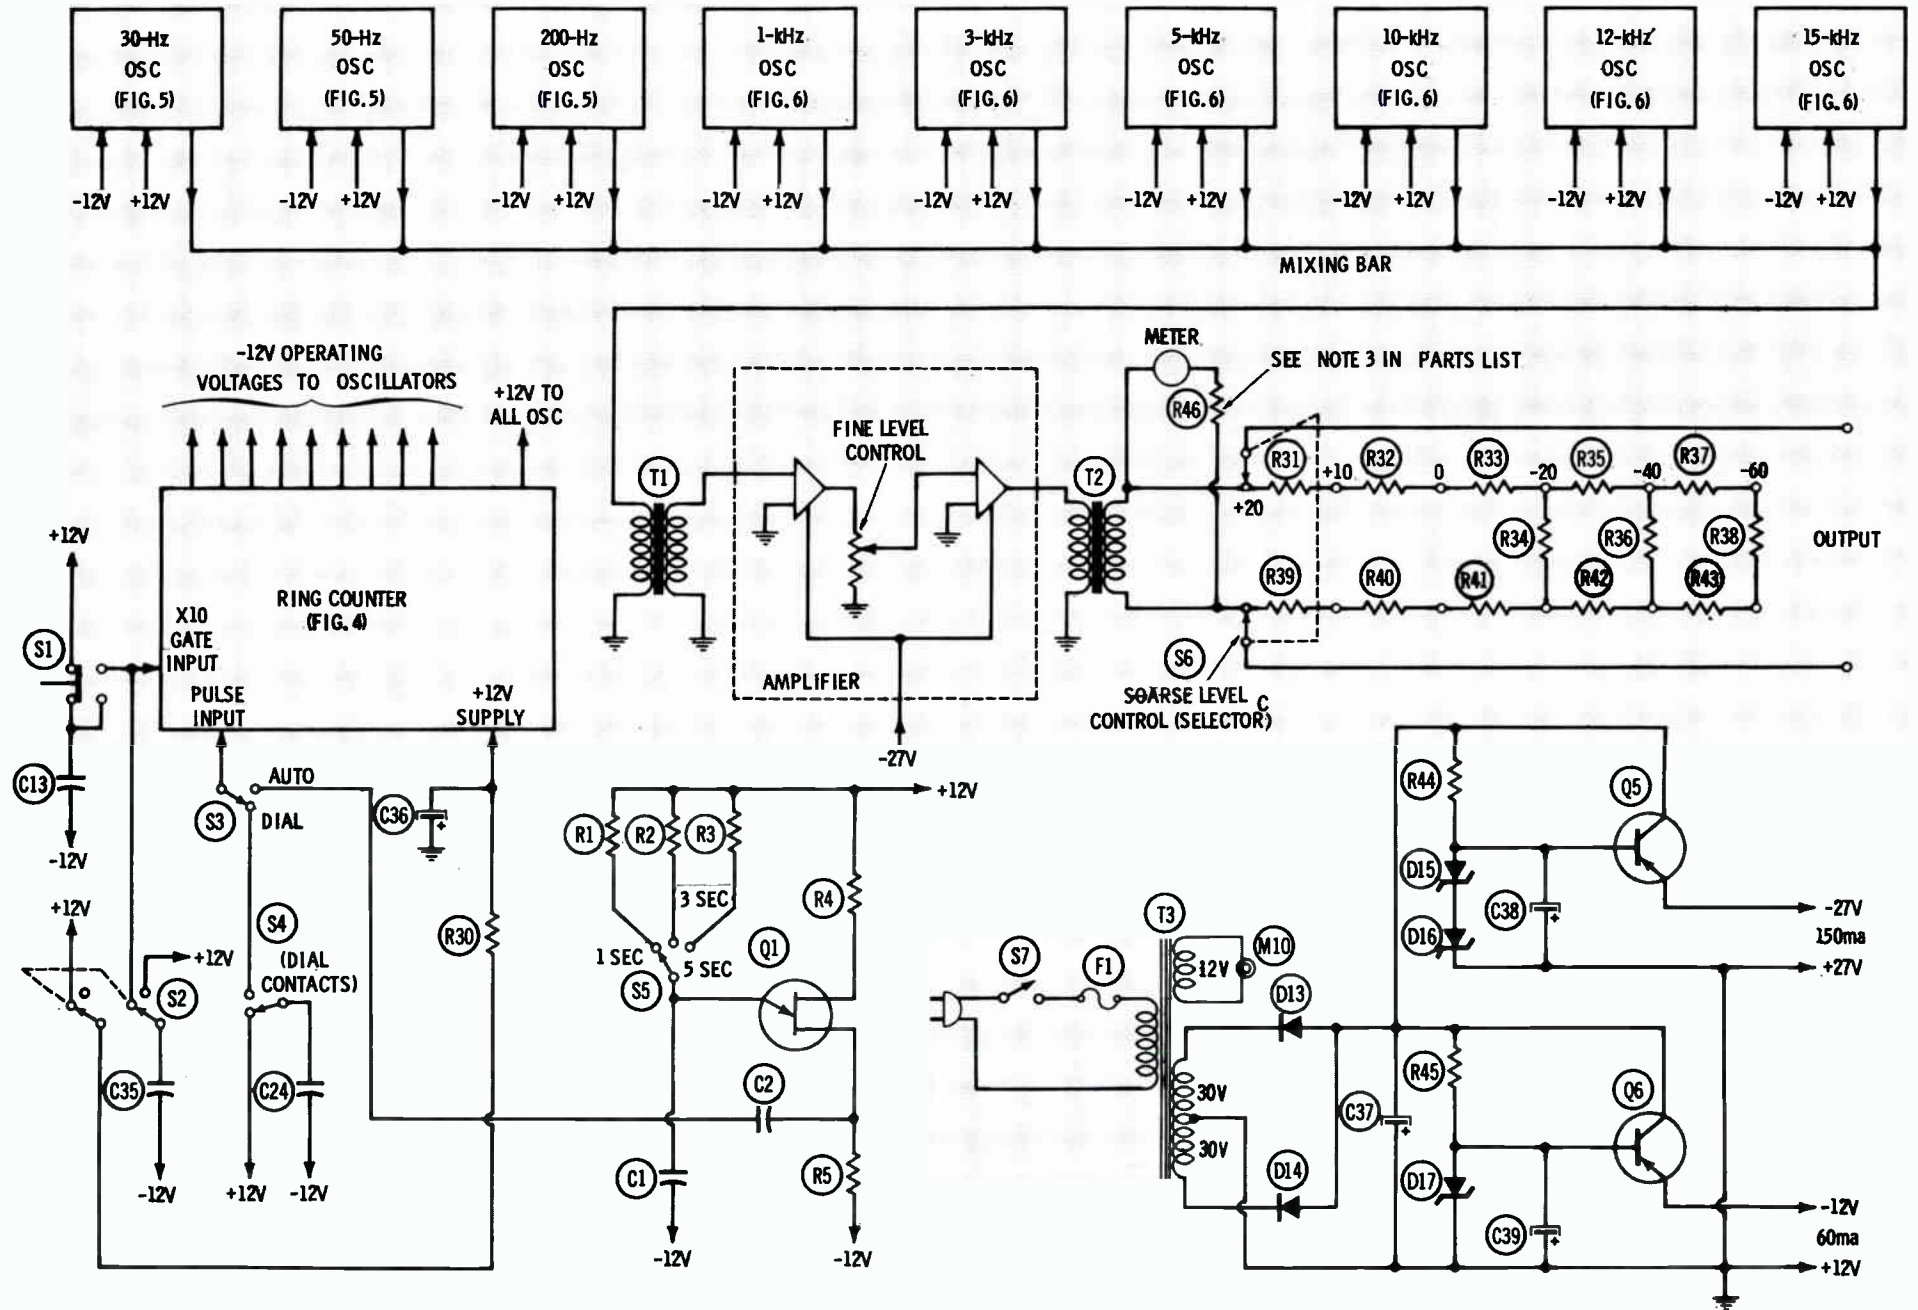 30-Hz
OSC
(FIG.5)
50-Hz
OSC
(FIG.5)
200-Hz
OSC
(FIG.5)
1-kHz
OSC
(FIG.6)
3-kHz
OSC
(FIG.6)
5-kHz
OSC
(FIG.6)
10-kHz
OSC
(FIG.6)
12-kHz
OSC
(FIG.6)
15-kHz
OSC
(FIG.6)
-12V +12V
-12V +12V
-12V +12V
-12V +12V
-12V +12V
-12V +12V
-12V +12V
-12V +12V
-12V +12V
MIXING BAR
-12V OPERATING
VOLTAGES TO OSCILLATORS
+12V TO
ALL OSC
METER
SEE NOTE 3 IN PARTS LIST
R46
FINE LEVEL
CONTROL
T1
T2
R31
+10
R32
0
R33
-20
R35
-40
R37
-60
+20
R34
R36
R38
OUTPUT
R39
R40
R41
R42
R43
+12V
S1
X10
GATE
INPUT
RING COUNTER
(FIG.4)
PULSE
INPUT
+12V
SUPPLY
AMPLIFIER
-27V
S6
SOARSE LEVEL C
CONTROL (SELECTOR)
C13
-12V
AUTO
S3
DIAL
C36
+
+12V
R1
R2
R3
3 SEC
R4
1 SEC
5 SEC
S5
Q1
+12V
+12V
S2
S4
(DIAL
CONTACTS)
R30
C35
C24
-12V
+12V
-12V
C2
C1
R5
-12V
-12V
S7
F1
T3
12V
M10
D13
30V
30V
D14
C37
+
R44
Q5
D15
D16
C38
+
-27V
150ma
+27V
R45
Q6
D17
C39
+
-12V
60ma
+12V